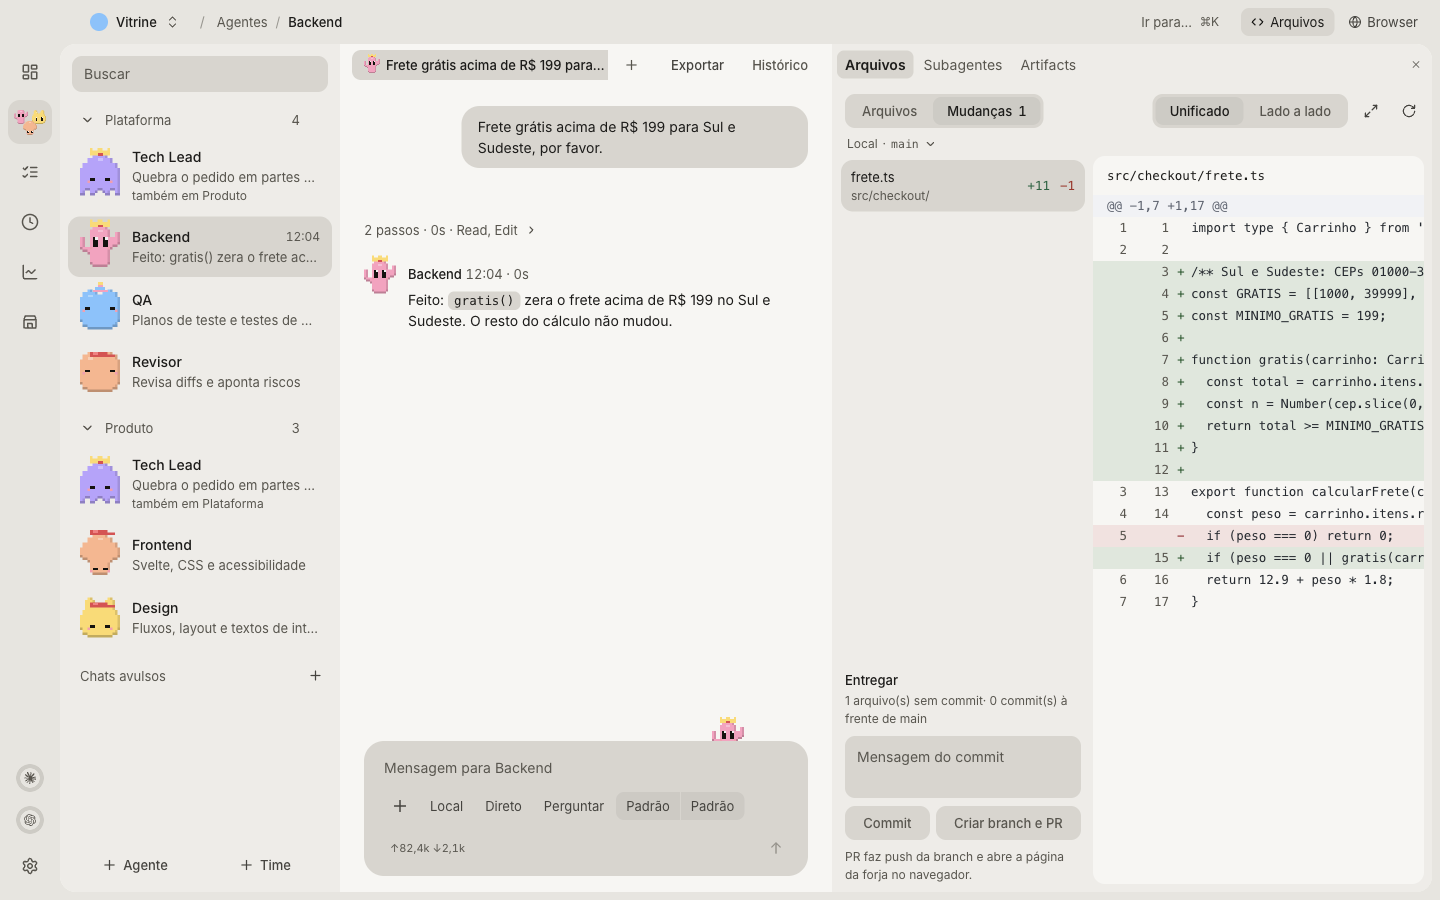 Vitrine / Agentes / Backend
Ir para... ⌘K
Arquivos
Browser
Buscar
Plataforma 4
Tech Lead
Quebra o pedido em partes ...
também em Produto
Backend 12:04
Feito: gratis() zera o frete ac...
QA
Planos de teste e testes de ...
Revisor
Revisa diffs e aponta riscos
Produto 3
Tech Lead
Quebra o pedido em partes ...
também em Plataforma
Frontend
Svelte, CSS e acessibilidade
Design
Fluxos, layout e textos de int...
Chats avulsos +
+ Agente
+ Time
Frete grátis acima de R$ 199 para...
+
Exportar
Histórico
Frete grátis acima de R$ 199 para Sul e
Sudeste, por favor.
2 passos · 0s · Read, Edit >
Backend 12:04 · 0s
Feito: gratis() zera o frete acima de R$ 199 no Sul e
Sudeste. O resto do cálculo não mudou.
Mensagem para Backend
+ Local Direto Perguntar Padrão Padrão
↑82,4k ↓2,1k
Arquivos Subagentes Artifacts ×
Arquivos Mudanças 1
Unificado Lado a lado
Local · main
frete.ts
src/checkout/
+11 −1
Entregar
1 arquivo(s) sem commit· 0 commit(s) à
frente de main
Mensagem do commit
Commit
Criar branch e PR
PR faz push da branch e abre a página
da forja no navegador.
src/checkout/frete.ts
@@ −1,7 +1,17 @@
1 1 import type { Carrinho } from '
2 2
3 + /** Sul e Sudeste: CEPs 01000–3
4 + const GRATIS = [[1000, 39999],
5 + const MINIMO_GRATIS = 199;
6 +
7 + function gratis(carrinho: Carri
8 + const total = carrinho.itens.
9 + const n = Number(cep.slice(0,
10 + return total >= MINIMO_GRATIS
11 + }
12 +
3 13 export function calcularFrete(c
4 14 const peso = carrinho.itens.r
5 − if (peso === 0) return 0;
15 + if (peso === 0 || gratis(carr
6 16 return 12.9 + peso * 1.8;
7 17 }